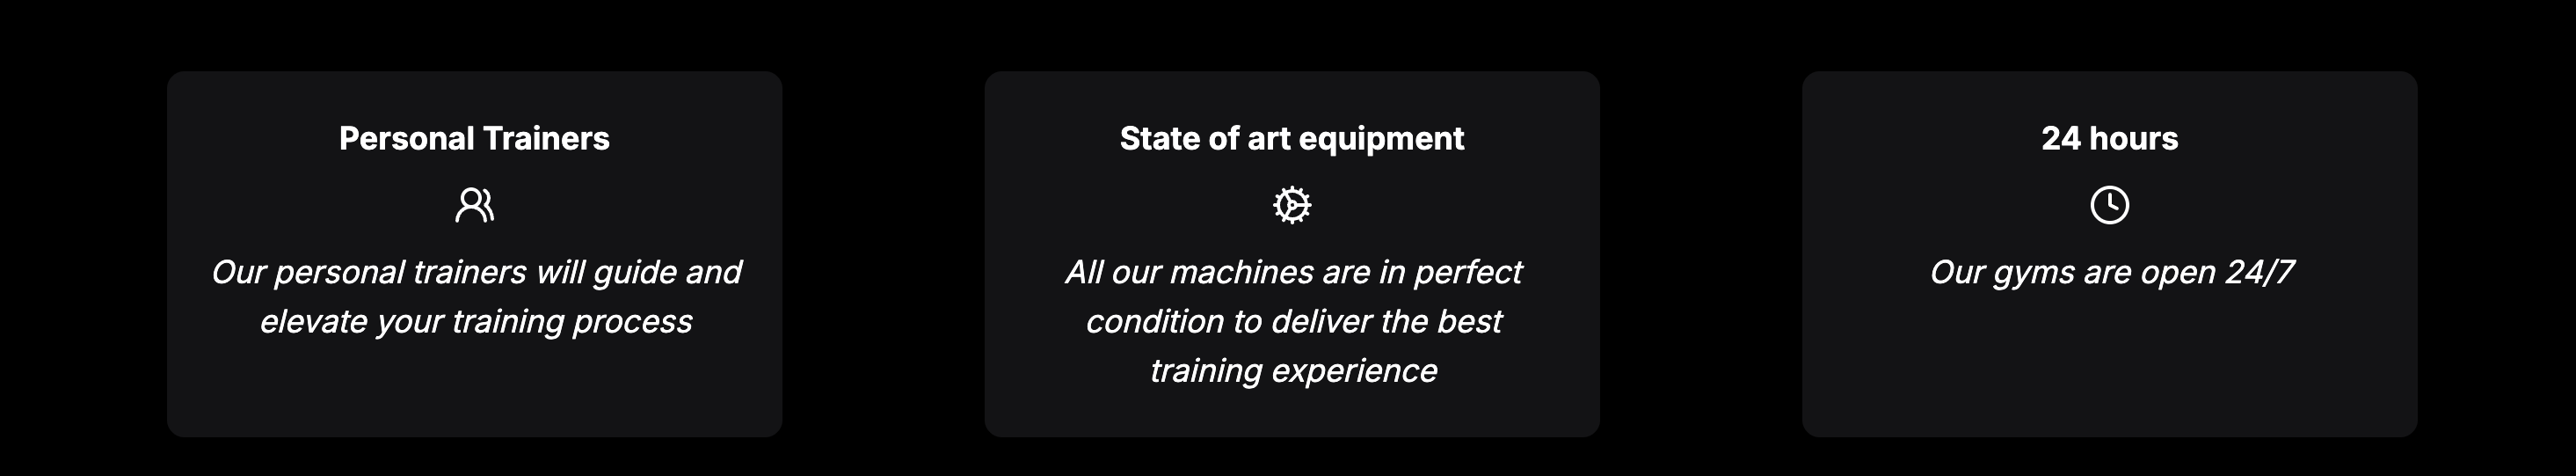 Personal Trainers
Our personal trainers will guide and
elevate your training process
State of art equipment
All our machines are in perfect
condition to deliver the best
training experience
24 hours
Our gyms are open 24/7